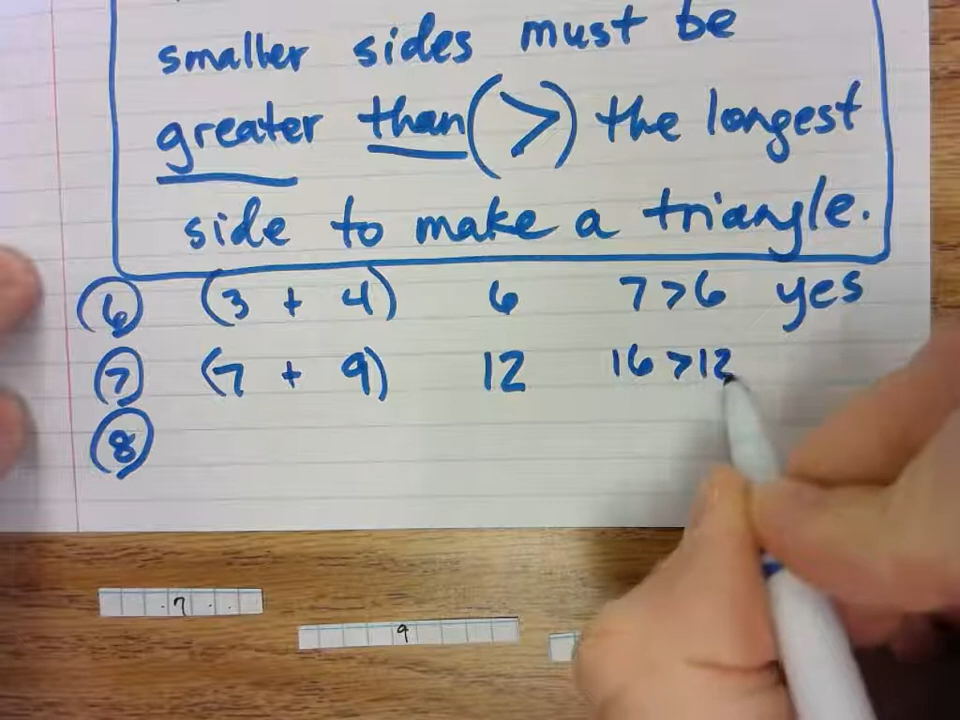 smaller sides must be
greater than (>) the longest
side to make a triangle.
6 (3 + 4) 6 7 > 6 yes
7 (7 + 9) 12 16 > 12
8
7
9